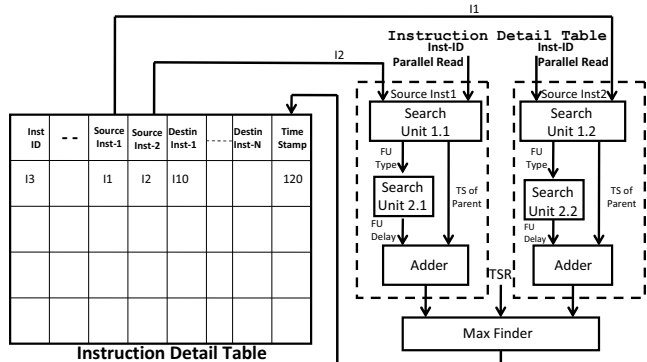 I1
Instruction Detail Table
I2
Inst-ID
Parallel Read
Inst-ID
Parallel Read
Source Inst1
Source Inst2
Search
Unit 1.1
Search
Unit 1.2
Inst
ID
- -
Source
Inst-1
Source
Inst-2
Destin
Inst-1
Destin
Inst-N
Time
Stamp
I3
I1
I2
I10
120
FU
Type
FU
Type
Search
Unit 2.1
TS of
Parent
Search
Unit 2.2
TS of
Parent
FU
Delay
FU
Delay
Adder
Adder
TSR
Max Finder
Instruction Detail Table